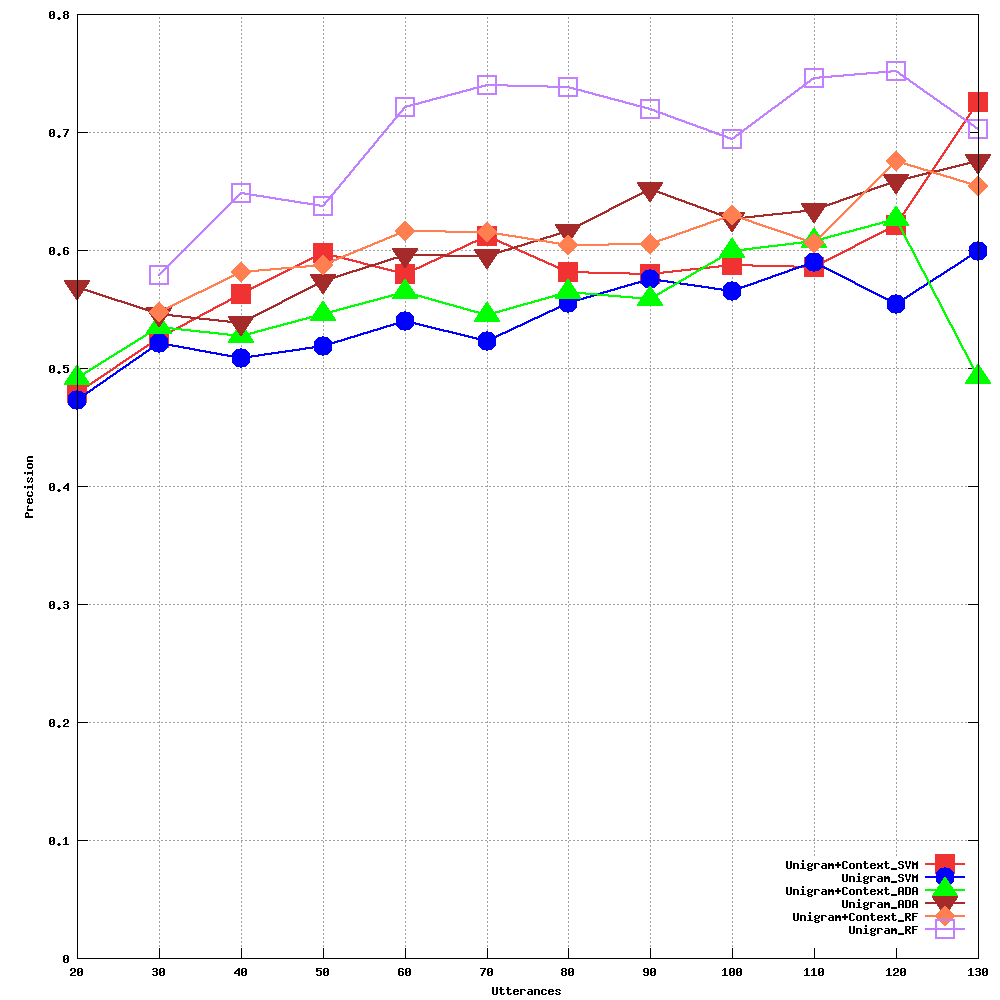 0.8
0.7
0.6
0.5
0.4
0.3
0.2
0.1
0
Precision
Unigram+Context_SVM
Unigram_SVM
Unigram+Context_ADA
Unigram_ADA
Unigram+Context_RF
Unigram_RF
20 30 40 50 60 70 80 90 100 110 120 130
Utterances